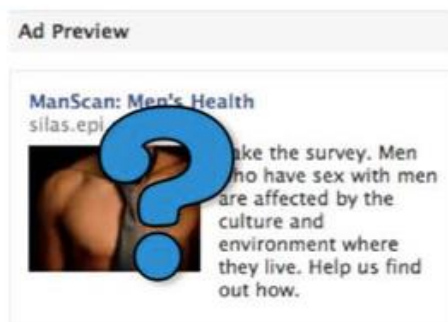 Ad Preview
ManScan: Men's Health
silas.epi
ake the survey. Men
ho have sex with men
are affected by the
culture and
environment where
they live. Help us find
out how.
?